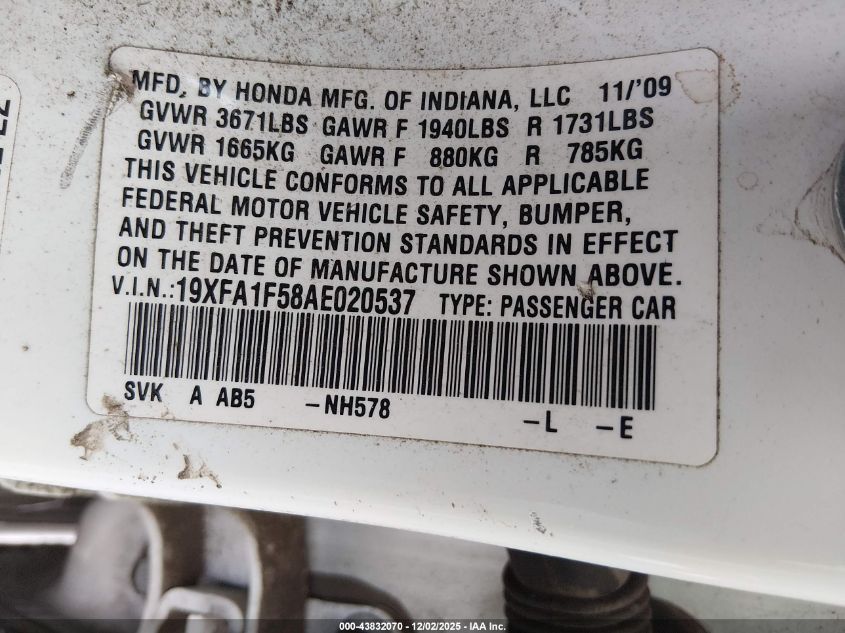 MFD. BY HONDA MFG. OF INDIANA, LLC 11/'09
GVWR 3671LBS GAWR F 1940LBS R 1731LBS
GVWR 1665KG GAWR F 880KG R 785KG
THIS VEHICLE CONFORMS TO ALL APPLICABLE
FEDERAL MOTOR VEHICLE SAFETY, BUMPER,
AND THEFT PREVENTION STANDARDS IN EFFECT
ON THE DATE OF MANUFACTURE SHOWN ABOVE.
V.I.N.:19XFA1F58AE020537 TYPE: PASSENGER CAR
SVK A AB5 -NH578 -L -E
000-43832070 - 12/02/2025 - IAA Inc.